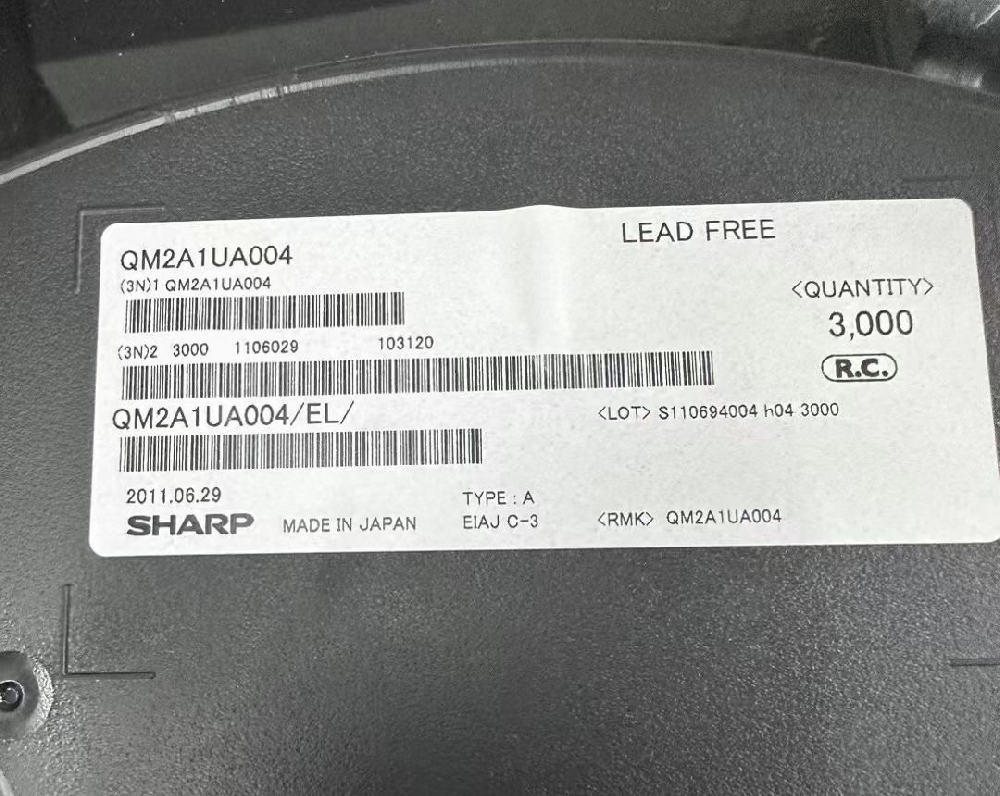 LEAD FREE
QM2A1UA004
(3N)1 QM2A1UA004
<QUANTITY>
3,000
(3N)2 3000 1106029 103120
R.C.
QM2A1UA004/EL/
<LOT> S110694004 h04 3000
2011.06.29
TYPE : A
SHARP MADE IN JAPAN
EIAJ C-3
<RMK> QM2A1UA004